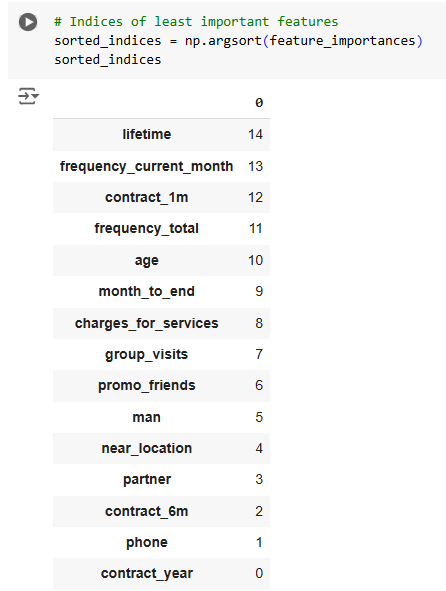 # Indices of least important features
sorted_indices = np.argsort(feature_importances)
sorted_indices
0
lifetime 14
frequency_current_month 13
contract_1m 12
frequency_total 11
age 10
month_to_end 9
charges_for_services 8
group_visits 7
promo_friends 6
man 5
near_location 4
partner 3
contract_6m 2
phone 1
contract_year 0